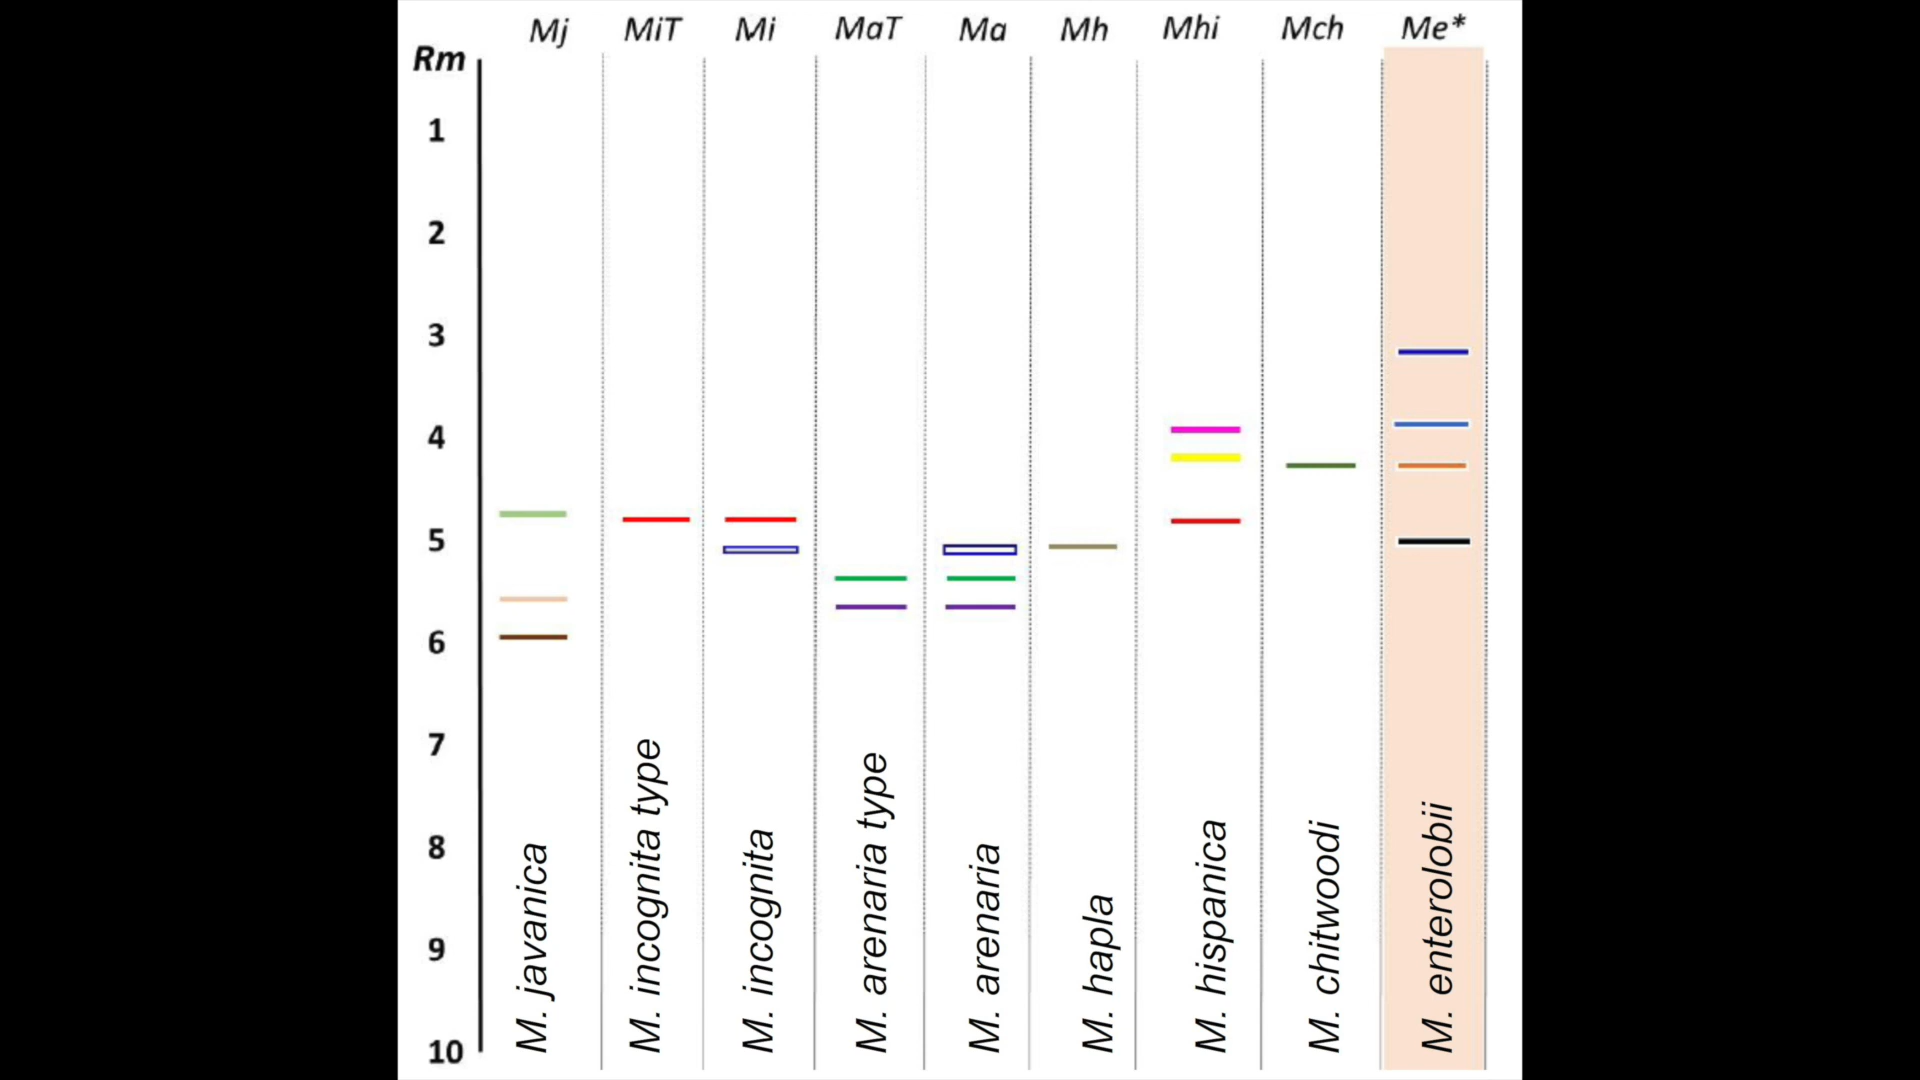 Mj MiT Mi MaT Ma Mh Mhi Mch Me*
Rm
1
2
3
4
5
6
7
8
9
10
M. javanica
M. incognita type
M. incognita
M. arenaria type
M. arenaria
M. hapla
M. hispanica
M. chitwoodi
M. enterolobii